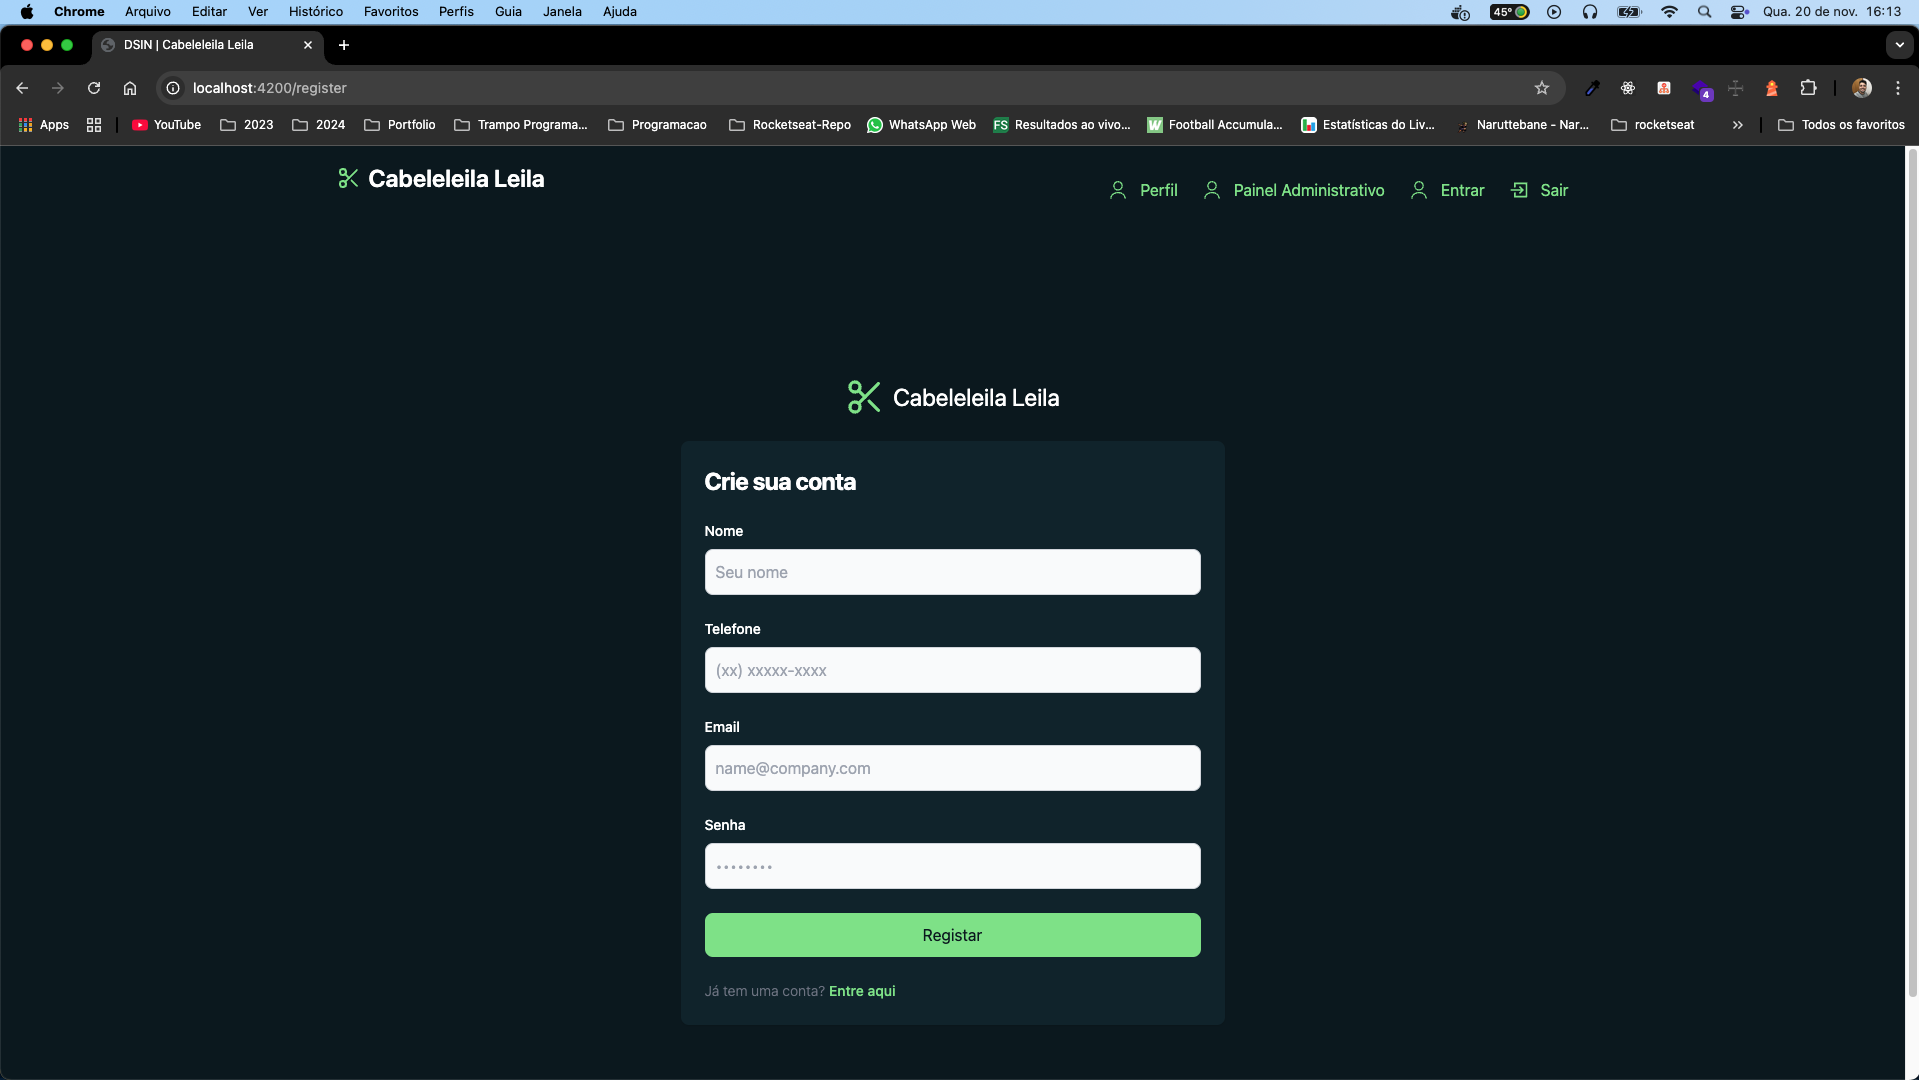 Chrome Arquivo Editar Ver Histórico Favoritos Perfis Guia Janela Ajuda 45° Qua. 20 de nov. 16:13
DSIN | Cabeleleila Leila
localhost:4200/register 4
Apps YouTube 2023 2024 Portfolio Trampo Programa... Programacao Rocketseat-Repo WhatsApp Web FS Resultados ao vivo... W Football Accumula... Estatísticas do Liv... Naruttebane - Nar... rocketseat » Todos os favoritos
Cabeleleila Leila
Perfil Painel Administrativo Entrar Sair
Cabeleleila Leila
Crie sua conta
Nome
Seu nome
Telefone
(xx) xxxxx-xxxx
Email
name@company.com
Senha
••••••••
Registar
Já tem uma conta? Entre aqui